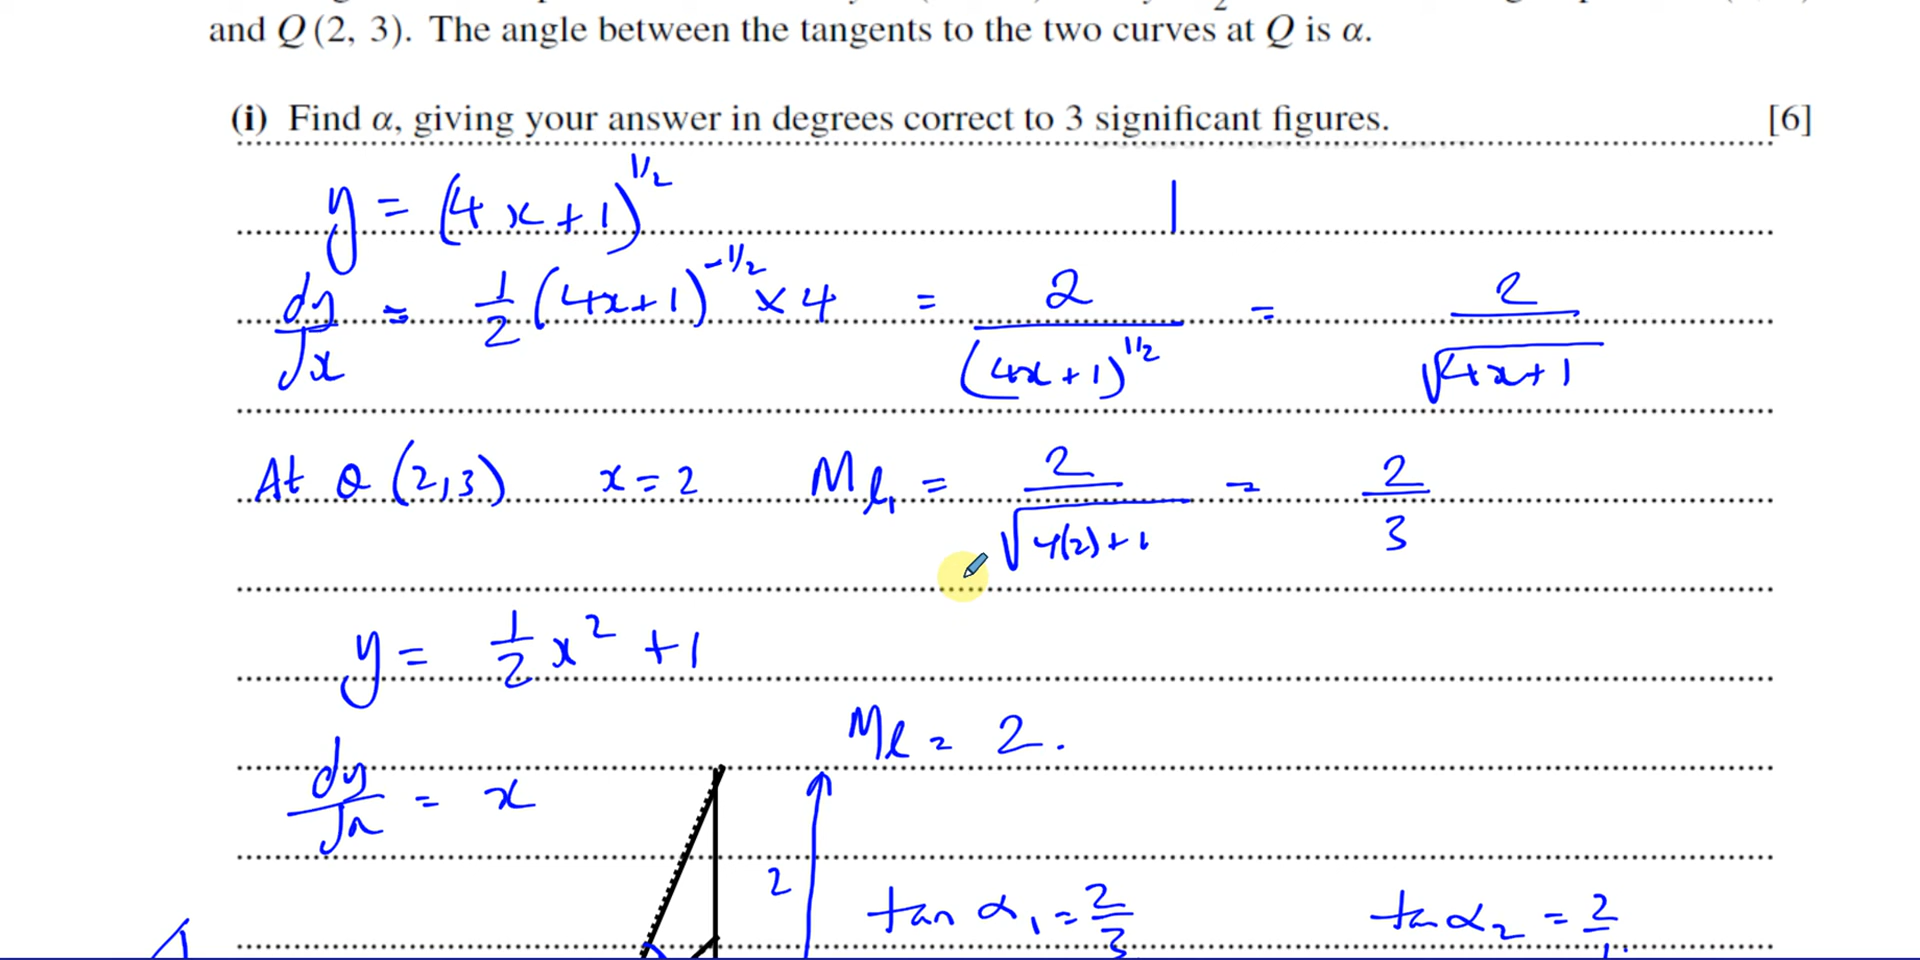 and Q (2, 3). The angle between the tangents to the two curves at Q is α.
(i) Find α, giving your answer in degrees correct to 3 significant figures. [6]
y = (4x+1)^1/2
dy/dx = 1/2 (4x+1)^-1/2 × 4 = 2/(4x+1)^1/2 = 2/√(4x+1)
At Q (2,3) x = 2 M l₁ = 2/√(4(2)+1) = 2/3
y = 1/2 x² + 1
M l = 2.
dy/dx = x
2
tan α₁ = 2/3 tan α₂ = 2/1